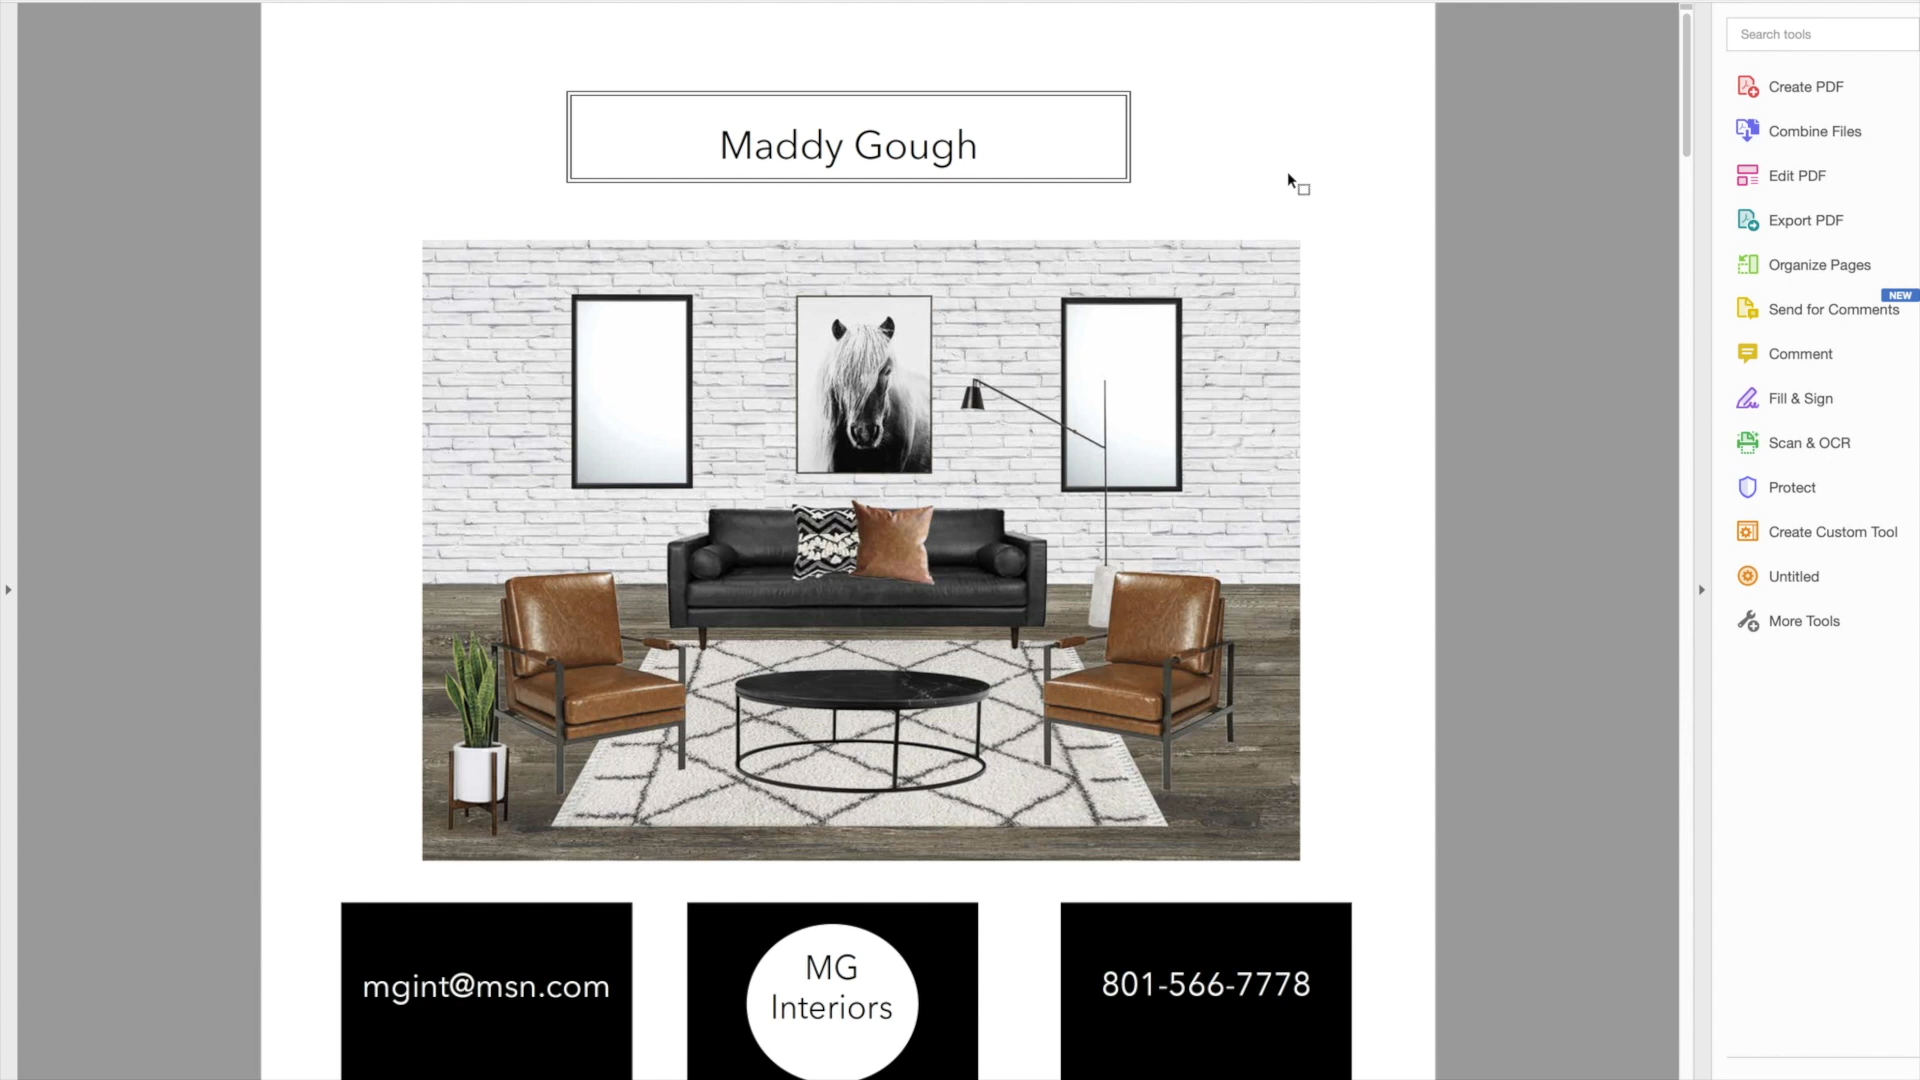 Maddy Gough
mgint@msn.com
MG
Interiors
801-566-7778
Search tools
Create PDF
Combine Files
Edit PDF
Export PDF
Organize Pages
NEW
Send for Comments
Comment
Fill & Sign
Scan & OCR
Protect
Create Custom Tool
Untitled
More Tools